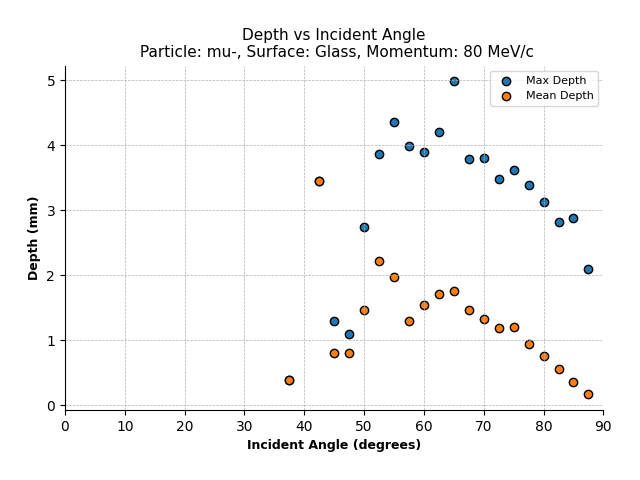 Depth vs Incident Angle
Particle: mu-, Surface: Glass, Momentum: 80 MeV/c
Max Depth
Mean Depth
5
4
3
2
1
0
Depth (mm)
0 10 20 30 40 50 60 70 80 90
Incident Angle (degrees)